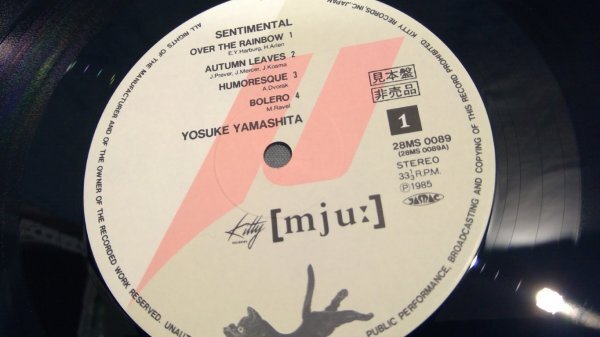 SENTIMENTAL
OVER THE RAINBOW 1
E.Y.Harburg, H.Arlen
AUTUMN LEAVES 2
J.Prever, J.Mercer, J.Kosma
HUMORESQUE 3
A.Dvorak
BOLERO 4
M.Ravel
YOSUKE YAMASHITA
見本盤
非売品
1
28MS 0089
(28MS 0089A)
STEREO
33 1/3 R.P.M.
Ⓟ1985
JASRAC
Kitty
[mju:]
ALL RIGHTS OF THE MANUFACTURER AND OF THE OWNER OF THE RECORDED WORK RESERVED. UNAUT
PUBLIC PERFORMANCE, BROADCASTING AND COPYING OF THIS RECORD PROHIBITED. KITTY RECORDS, INC., JAPAN